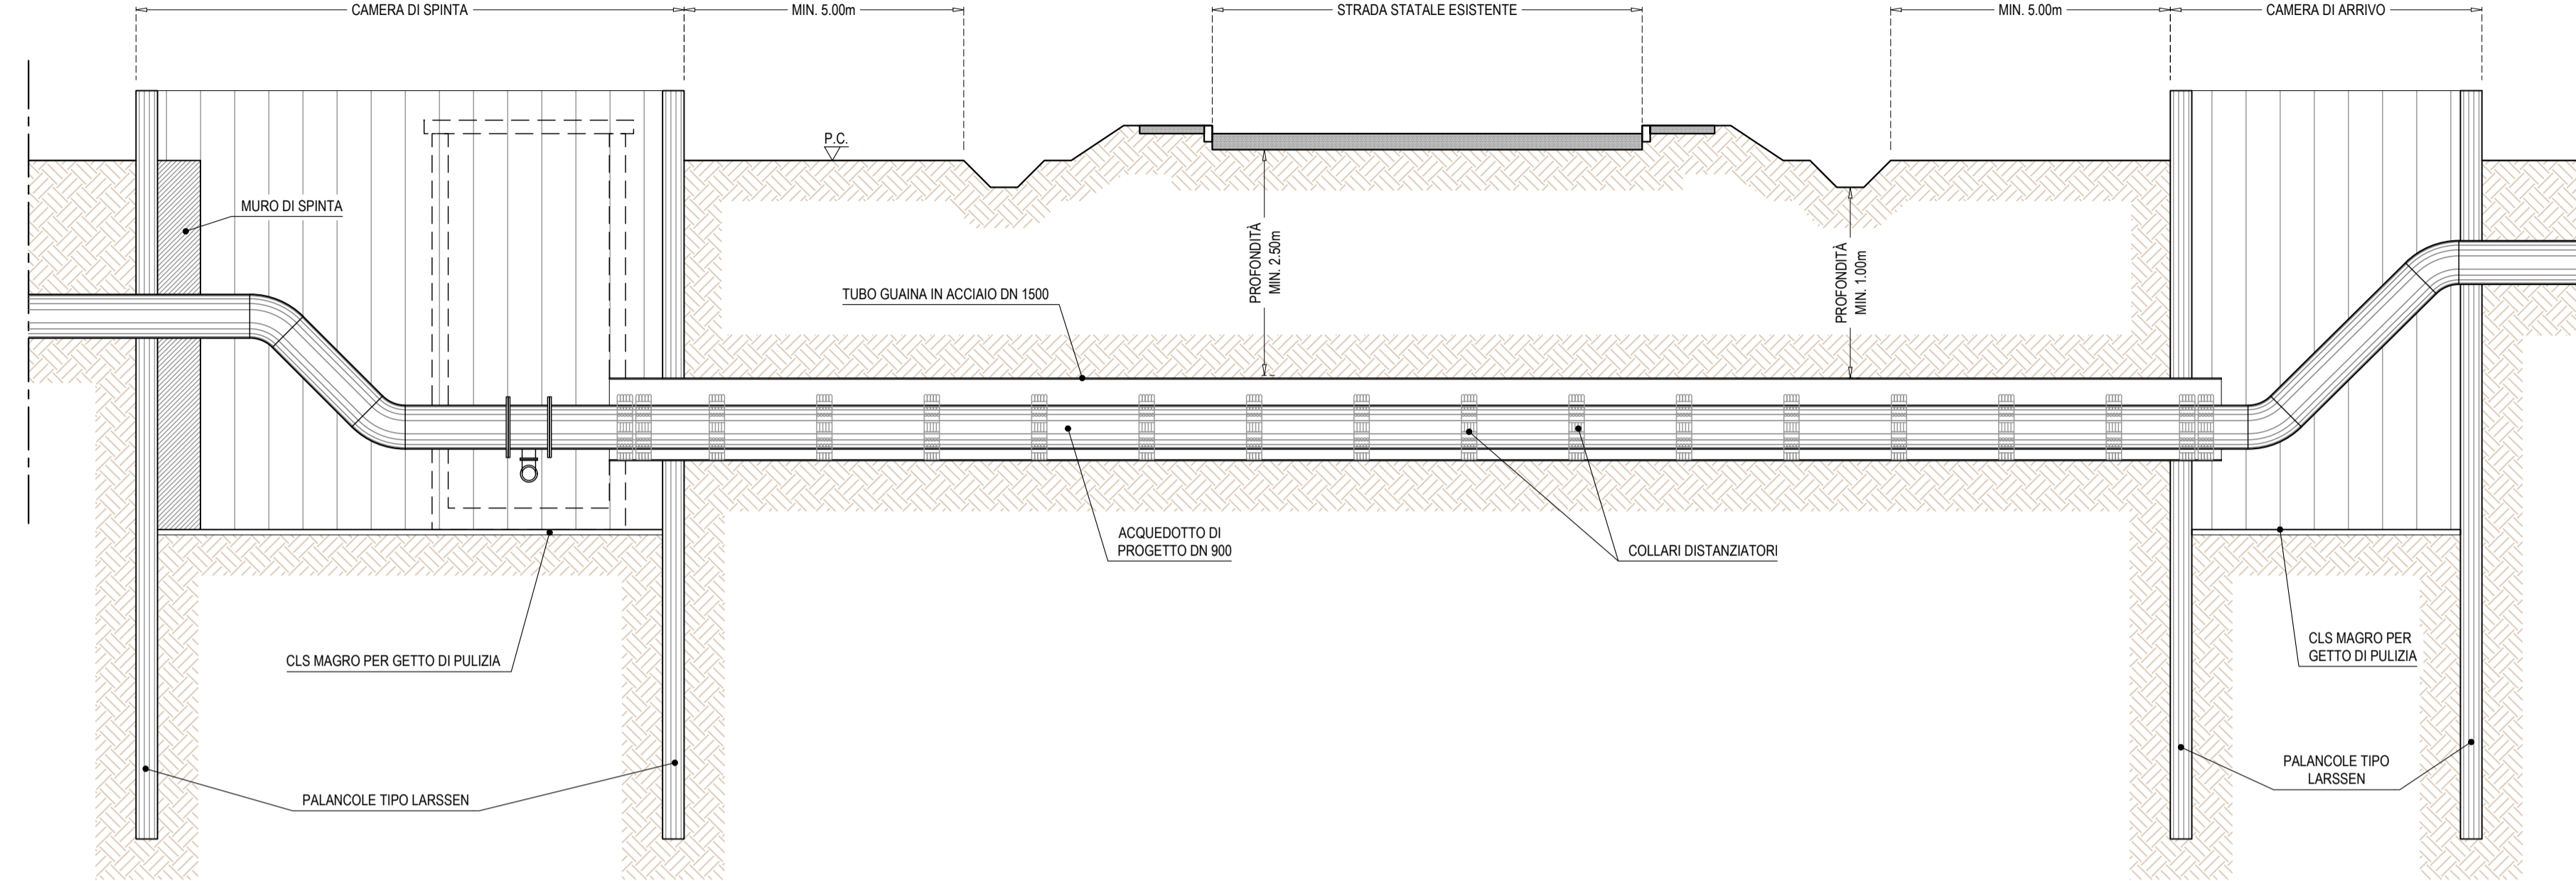 CAMERA DI SPINTA
MIN. 5.00m
STRADA STATALE ESISTENTE
MIN. 5.00m
CAMERA DI ARRIVO
P.C.
MURO DI SPINTA
TUBO GUAINA IN ACCIAIO DN 1500
PROFONDITÀ
MIN. 2.50m
PROFONDITÀ
MIN. 1.00m
ACQUEDOTTO DI
PROGETTO DN 900
COLLARI DISTANZIATORI
CLS MAGRO PER GETTO DI PULIZIA
CLS MAGRO PER
GETTO DI PULIZIA
PALANCOLE TIPO LARSSEN
PALANCOLE TIPO
LARSSEN